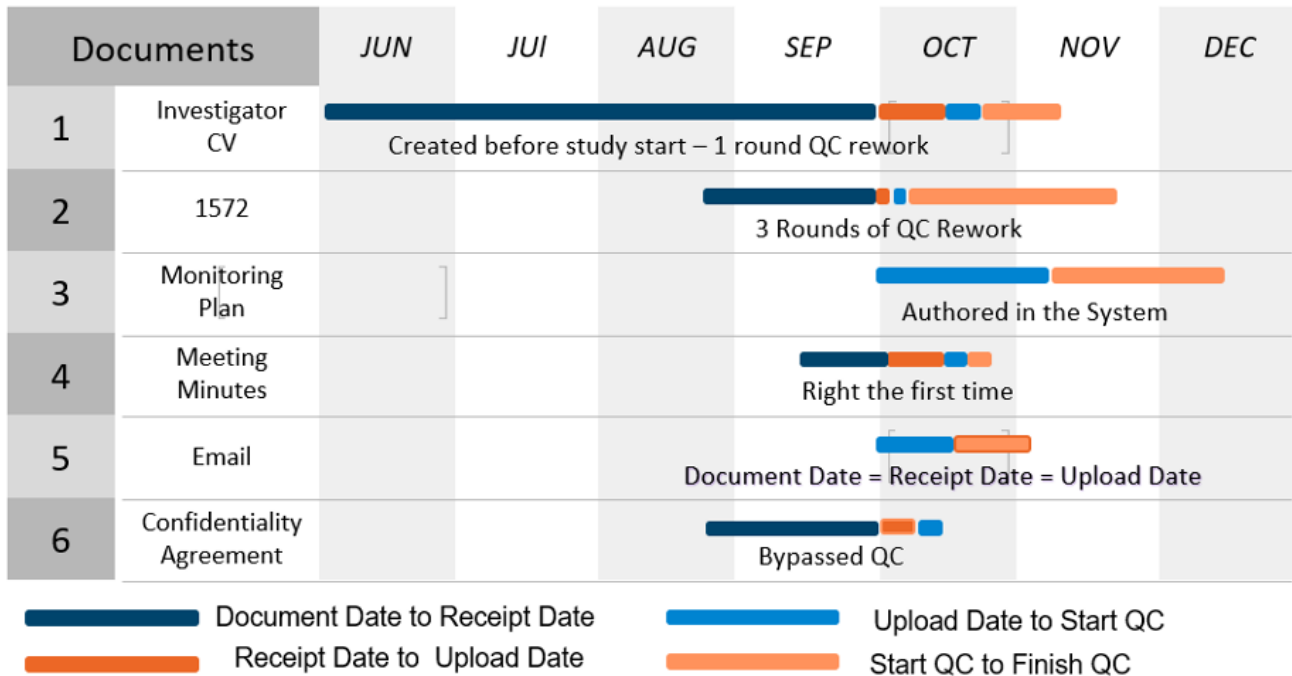 Documents JUN JUl AUG SEP OCT NOV DEC
1 Investigator
CV
Created before study start – 1 round QC rework
2 1572
3 Rounds of QC Rework
3 Monitoring
Plan
Authored in the System
4 Meeting
Minutes
Right the first time
5 Email
Document Date = Receipt Date = Upload Date
6 Confidentiality
Agreement
Bypassed QC
Document Date to Receipt Date
Upload Date to Start QC
Receipt Date to Upload Date
Start QC to Finish QC